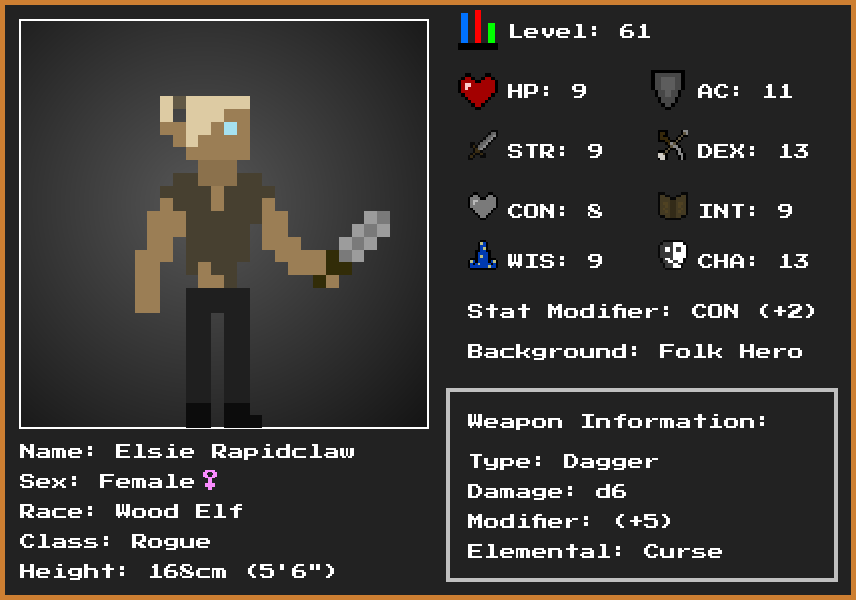 Level: 61
HP: 9 AC: 11
STR: 9 DEX: 13
CON: 8 INT: 9
WIS: 9 CHA: 13
Stat Modifier: CON (+2)
Background: Folk Hero
Name: Elsie Rapidclaw
Sex: Female♀
Race: Wood Elf
Class: Rogue
Height: 168cm (5'6")
Weapon Information:
Type: Dagger
Damage: d6
Modifier: (+5)
Elemental: Curse